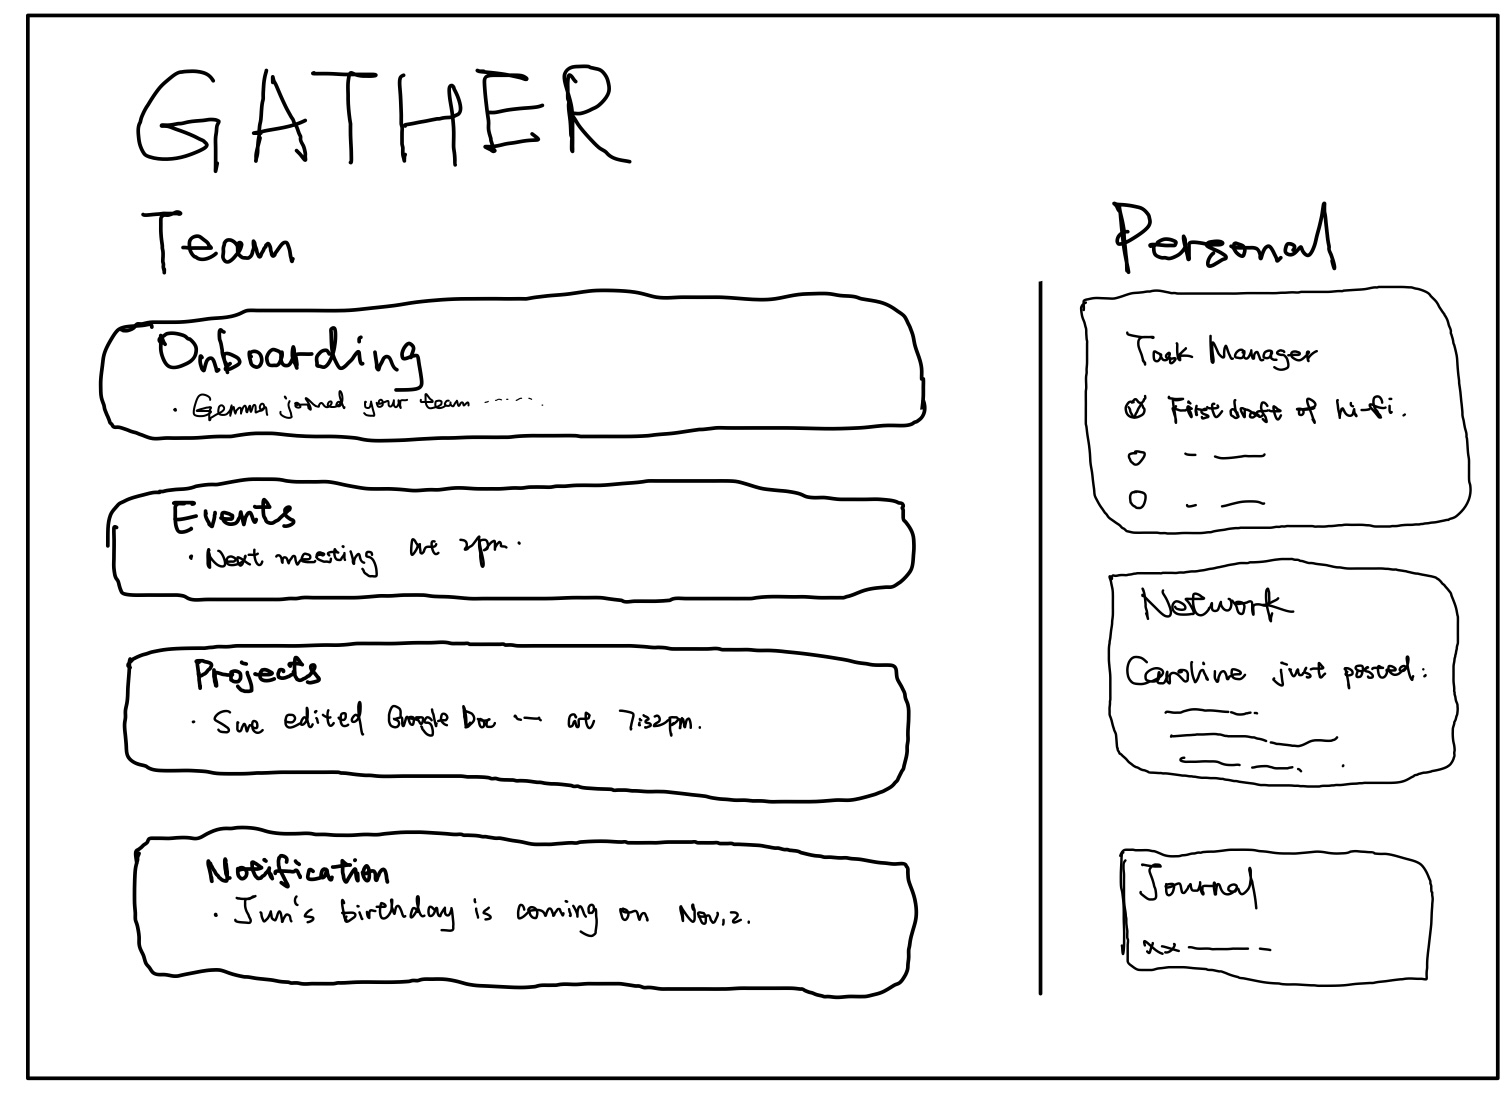 GATHER
Team
Onboarding
· Gemma joined your team -----.
Events
· Next meeting at 2pm.
Projects
· Sue edited Google Doc --- at 7:32pm.
Notification
· Jun's birthday is coming on Nov,2.
Personal
Task Manager
First draft of hi-fi.
Network
Caroline just posted:
Journal
xx